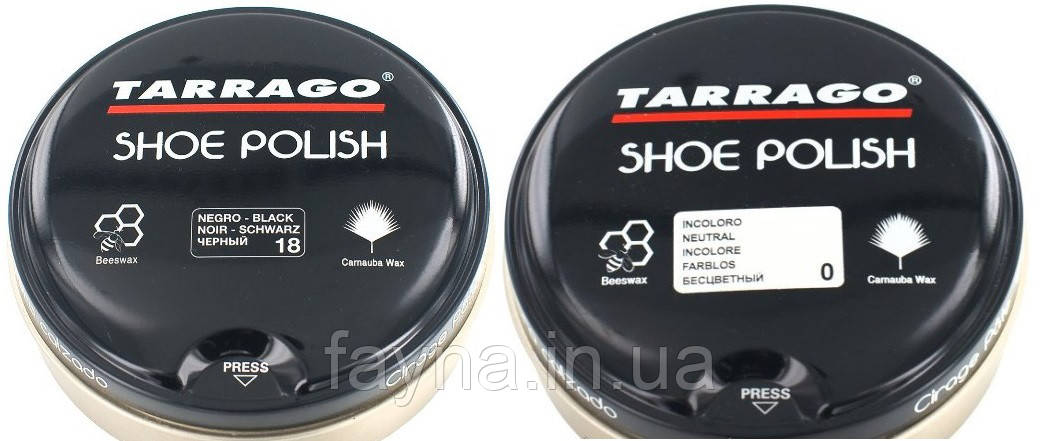 TARRAGO®
SHOE POLISH
Beeswax
NEGRO - BLACK
NOIR - SCHWARZ
ЧЕРНЫЙ 18
Carnauba Wax
PRESS
TARRAGO®
SHOE POLISH
Beeswax
INCOLORO
NEUTRAL
INCOLORE
FARBLOS
БЕСЦВЕТНЫЙ 0
Carnauba Wax
PRESS
Cirage
fayna.in.ua